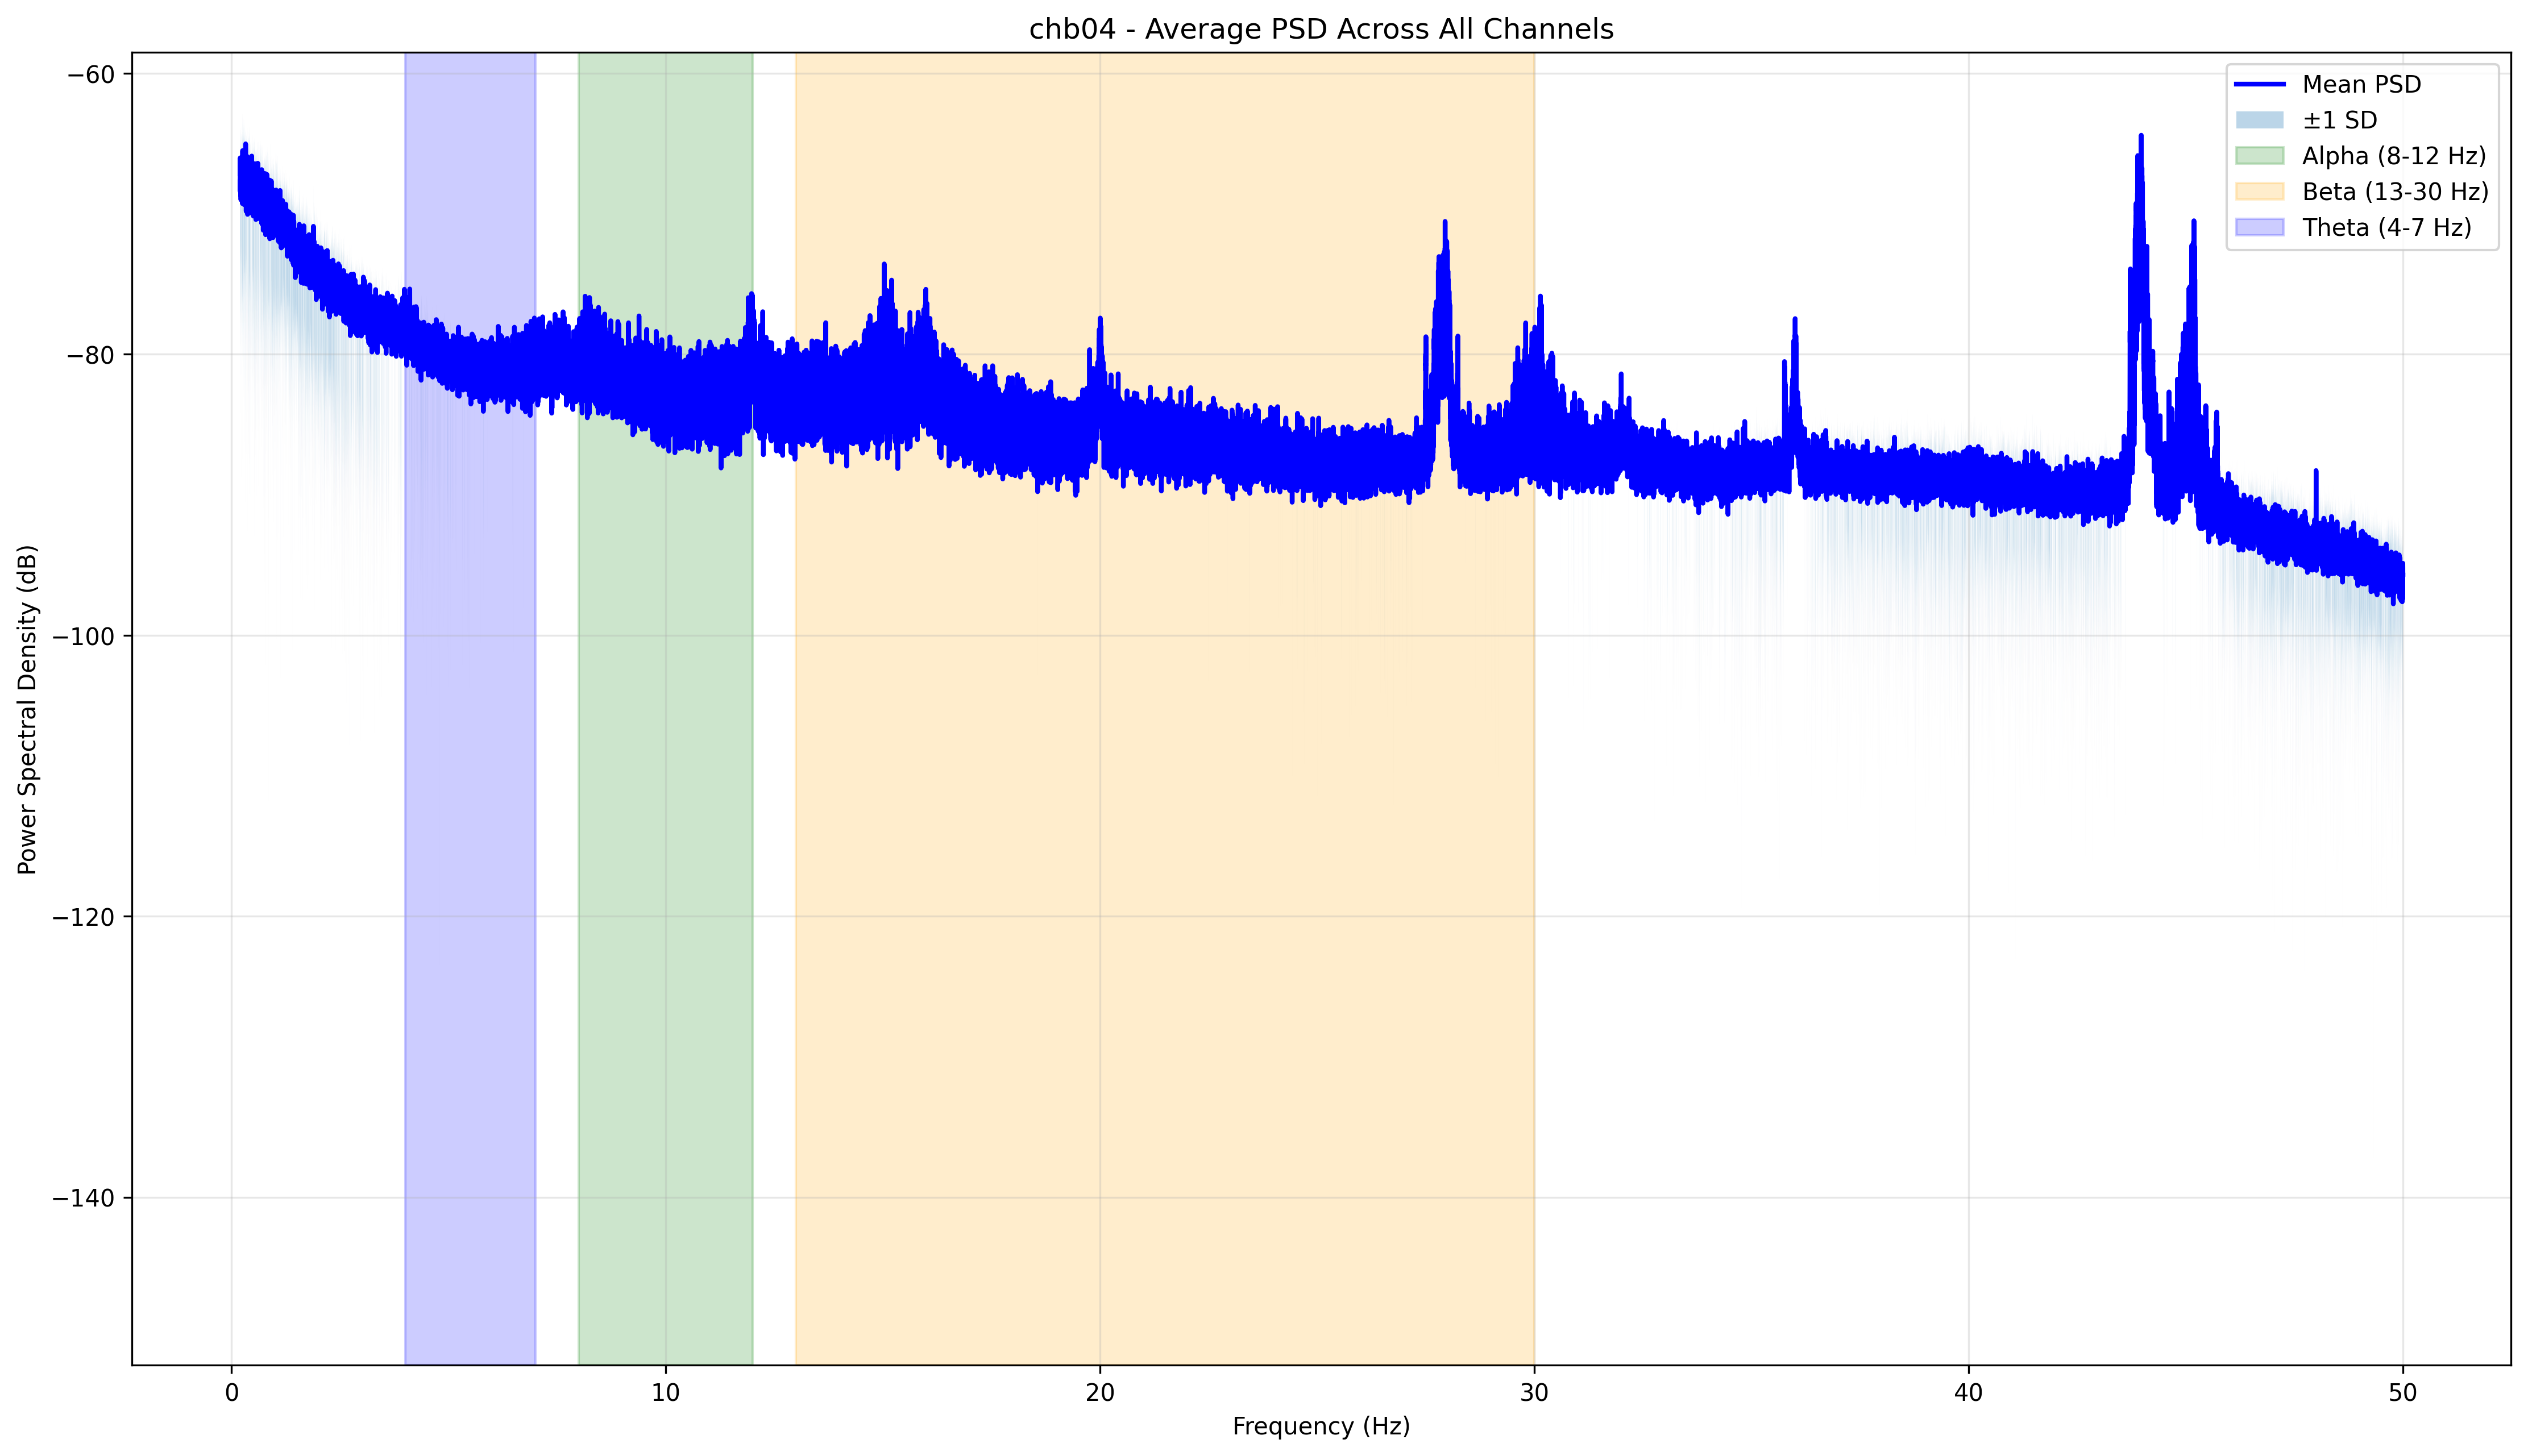 chb04 - Average PSD Across All Channels
Mean PSD
±1 SD
Alpha (8-12 Hz)
Beta (13-30 Hz)
Theta (4-7 Hz)
Power Spectral Density (dB)
−60
−80
−100
−120
−140
0 10 20 30 40 50
Frequency (Hz)